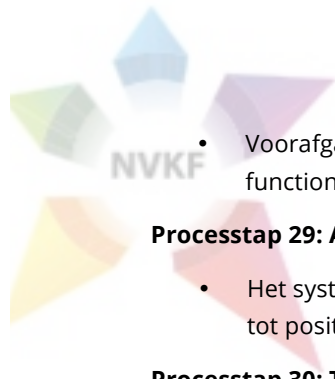 NVKF
• Voorafga
function
Processtap 29: A
• Het syst
tot posit
Processtap 30: T